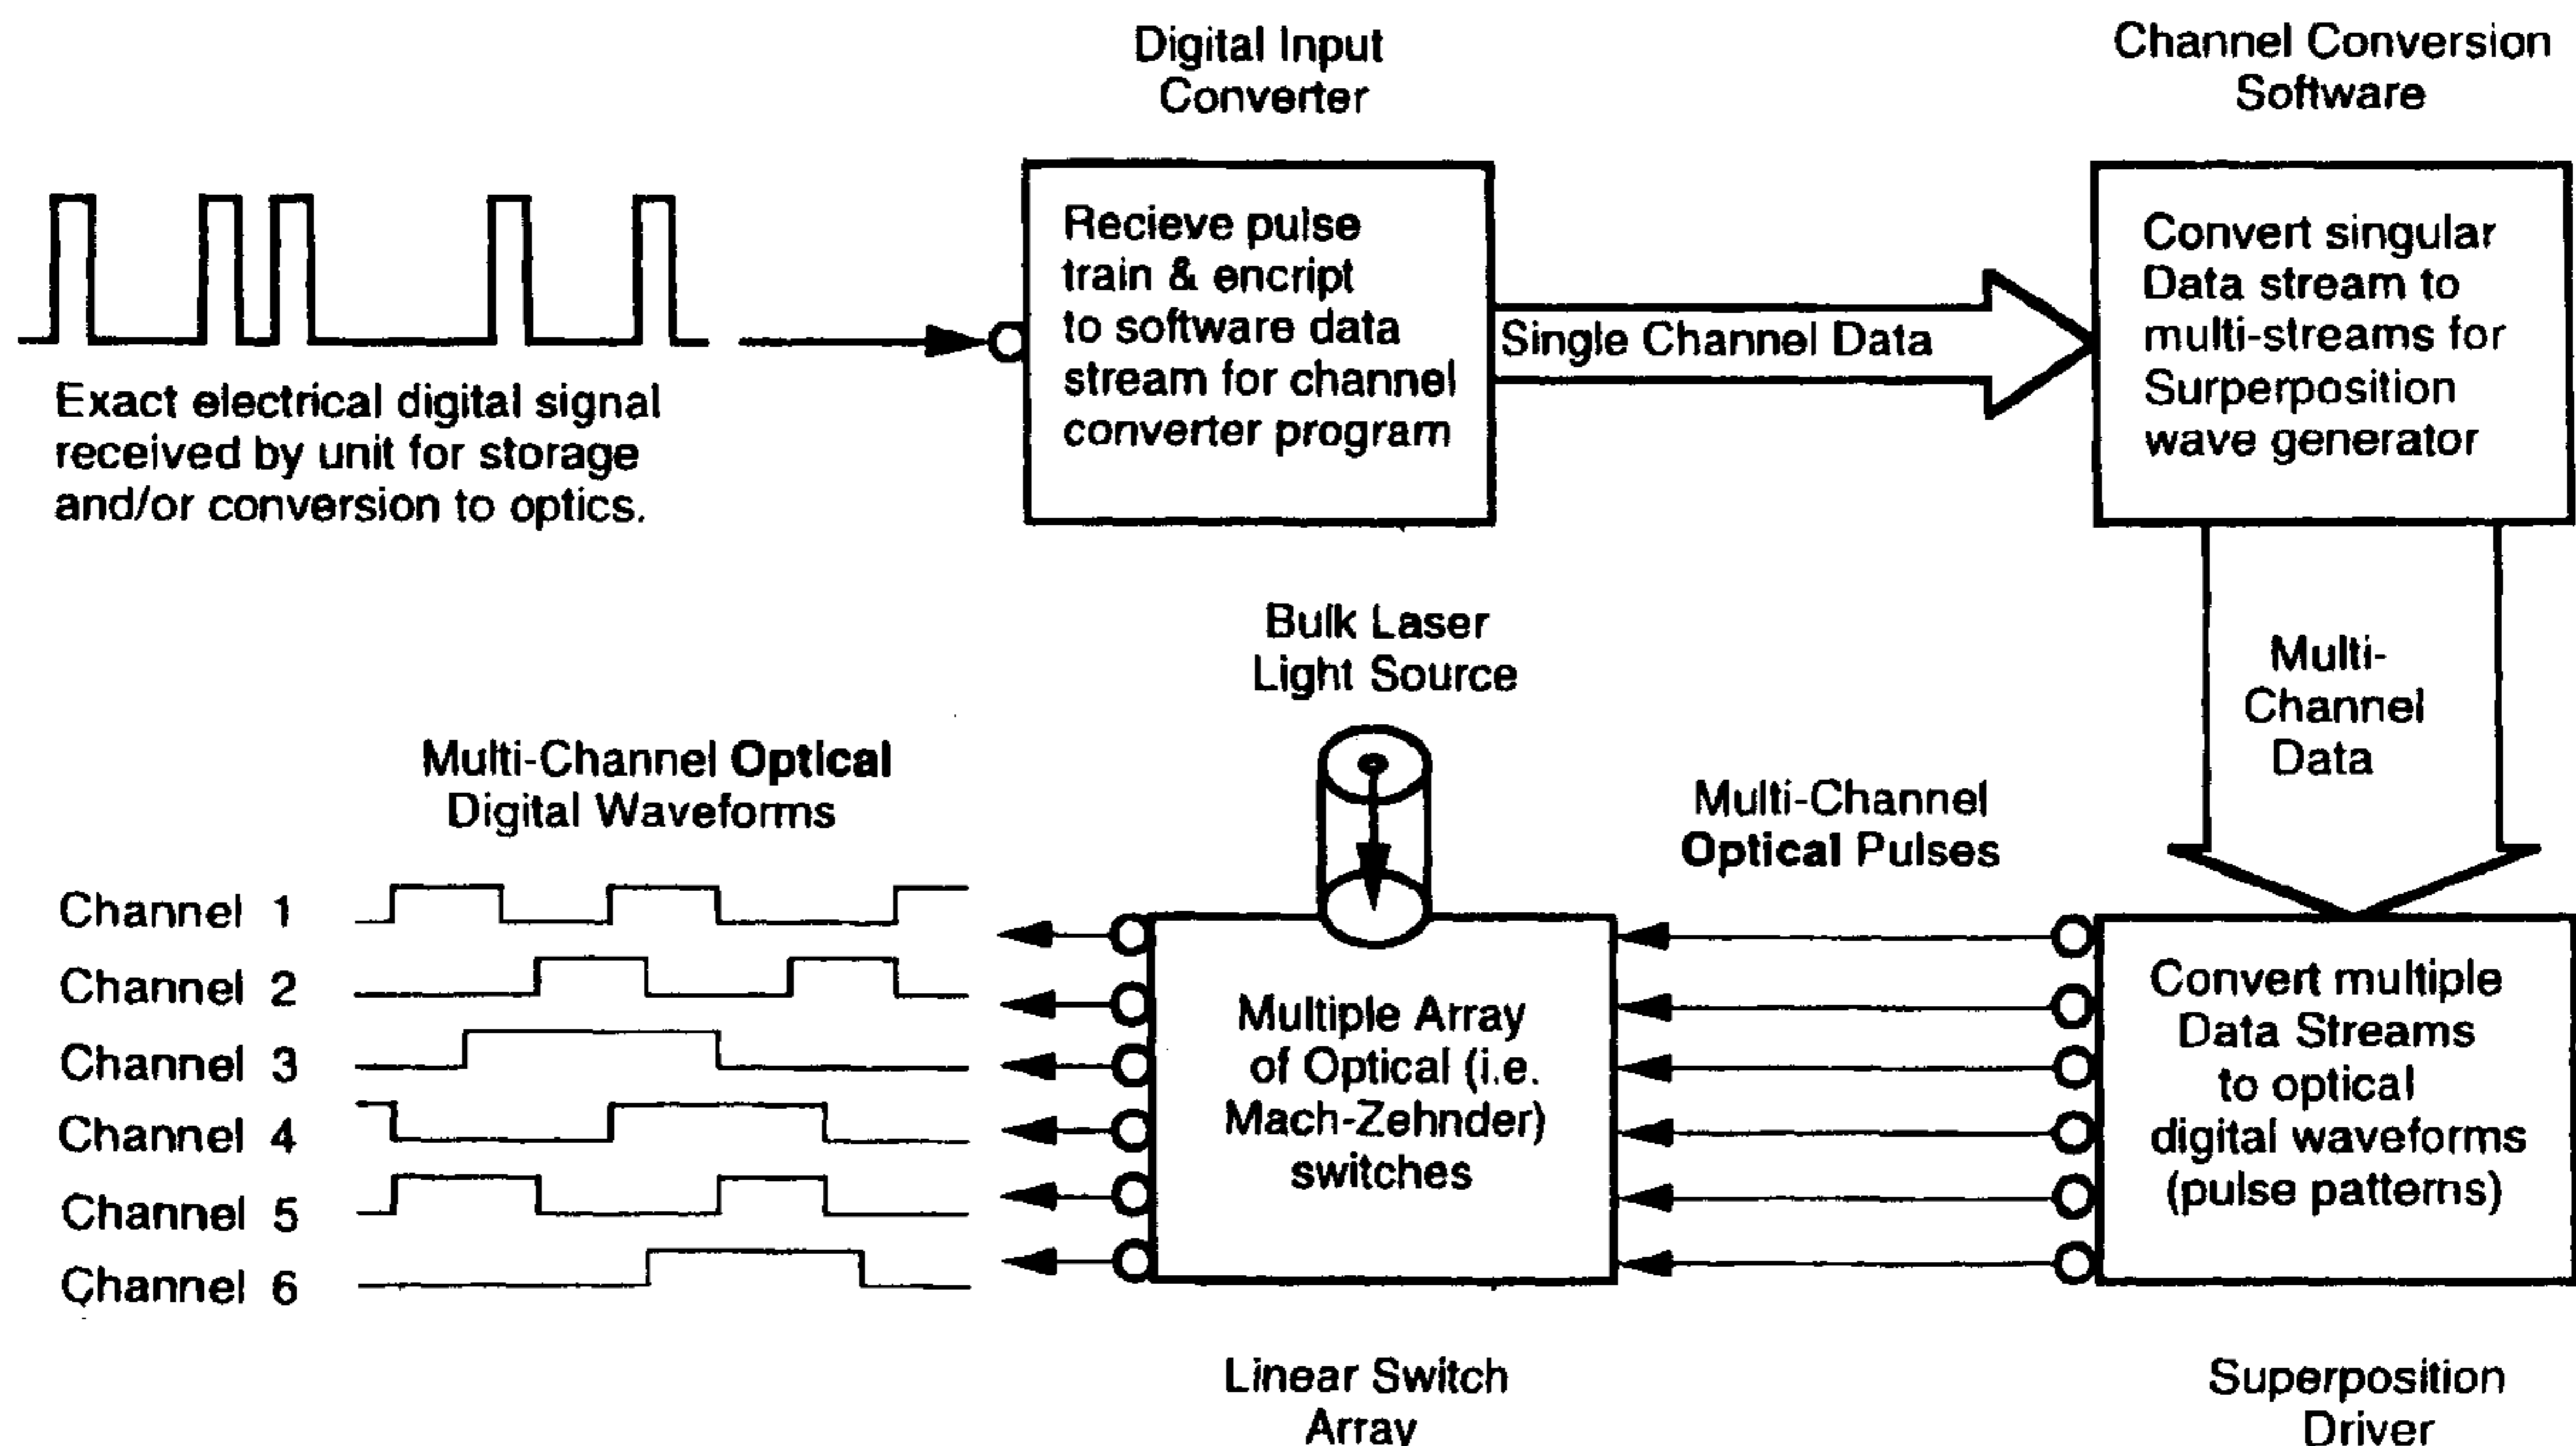 Digital Input
Converter
Channel Conversion
Software
Exact electrical digital signal
received by unit for storage
and/or conversion to optics.
Recieve pulse
train & encript
to software data
stream for channel
converter program
Single Channel Data
Convert singular
Data stream to
multi-streams for
Surperposition
wave generator
Multi-
Channel
Data
Bulk Laser
Light Source
Multi-Channel Optical
Digital Waveforms
Multi-Channel
Optical Pulses
Channel 1
Channel 2
Channel 3
Channel 4
Channel 5
Channel 6
Multiple Array
of Optical (i.e.
Mach-Zehnder)
switches
Convert multiple
Data Streams
to optical
digital waveforms
(pulse patterns)
Linear Switch
Array
Superposition
Driver